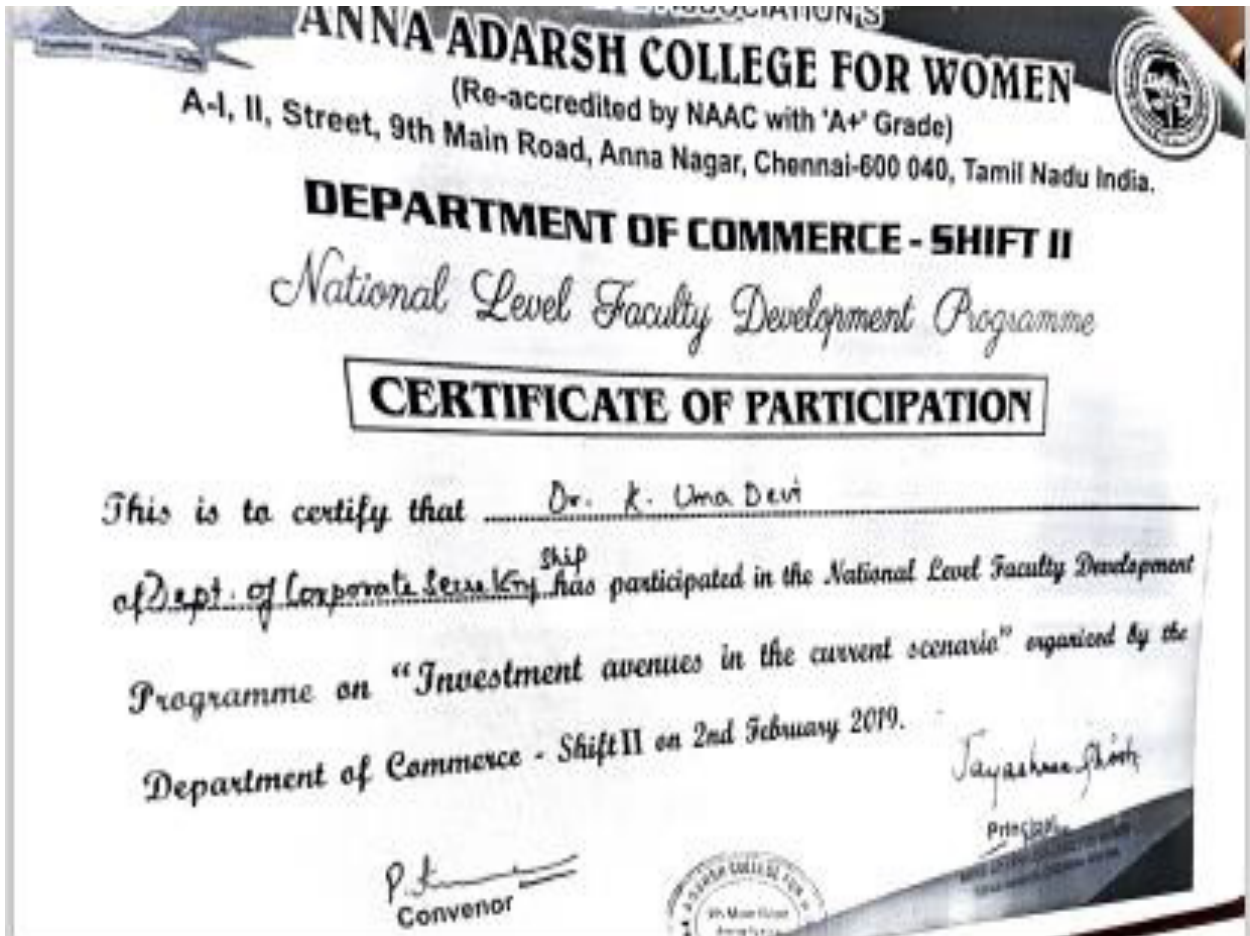 ASSOCIATION'S
ANNA ADARSH COLLEGE FOR WOMEN
(Re-accredited by NAAC with 'A+' Grade)
A-I, II, Street, 9th Main Road, Anna Nagar, Chennai-600 040, Tamil Nadu India.
DEPARTMENT OF COMMERCE - SHIFT II
National Level Faculty Development Programme
CERTIFICATE OF PARTICIPATION
This is to certify that Dr. K. Uma Devi
of Dept. of Corporate Secretaryship has participated in the National Level Faculty Development
Programme on "Investment avenues in the current scenario" organized by the
Department of Commerce - Shift II on 2nd February 2019.
Jayashree Ghosh
Principal
Convenor